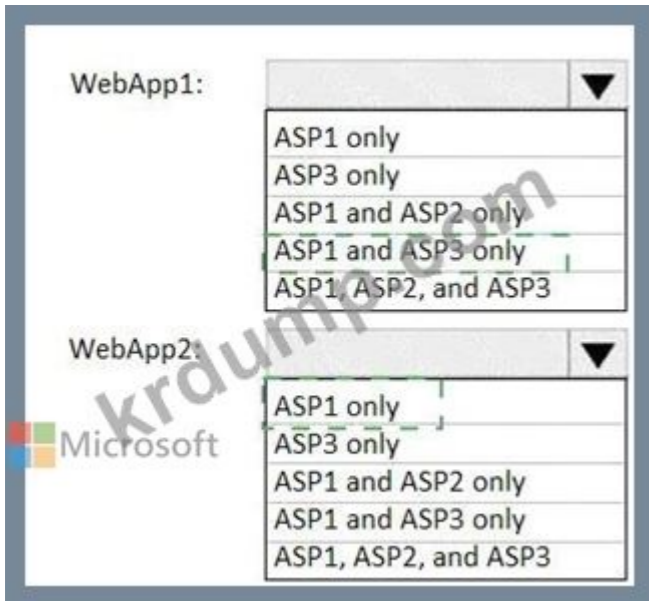 WebApp1:
ASP1 only
ASP3 only
ASP1 and ASP2 only
ASP1 and ASP3 only
ASP1, ASP2, and ASP3
WebApp2:
ASP1 only
ASP3 only
ASP1 and ASP2 only
ASP1 and ASP3 only
ASP1, ASP2, and ASP3
Microsoft
krdump.com